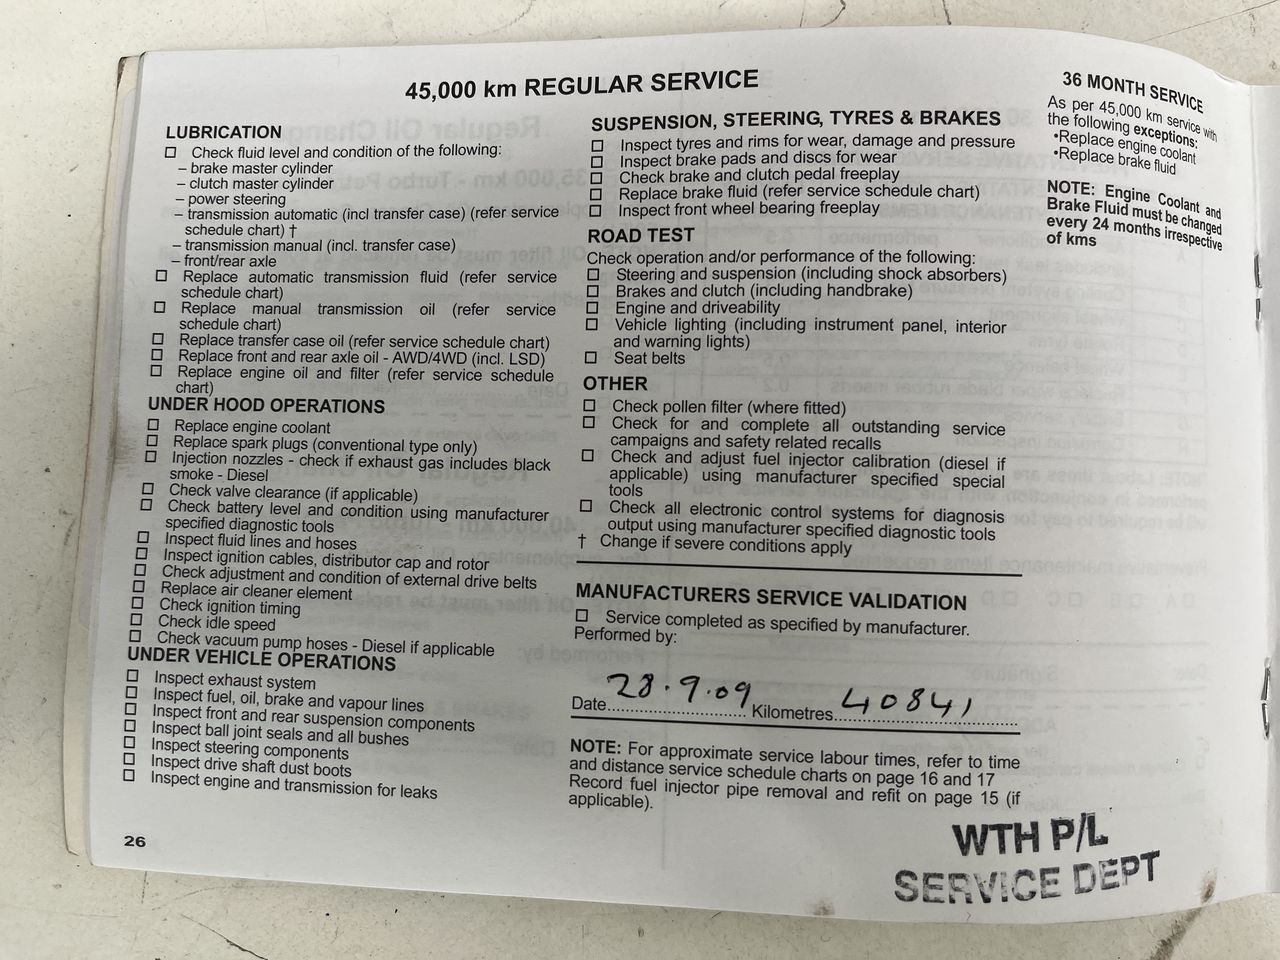 45,000 km REGULAR SERVICE
LUBRICATION
Check fluid level and condition of the following:
– brake master cylinder
– clutch master cylinder
– power steering
– transmission automatic (incl transfer case) (refer service
schedule chart) †
– transmission manual (incl. transfer case)
– front/rear axle
Replace automatic transmission fluid (refer service
schedule chart)
Replace manual transmission oil (refer service
schedule chart)
Replace transfer case oil (refer service schedule chart)
Replace front and rear axle oil - AWD/4WD (incl. LSD)
Replace engine oil and filter (refer service schedule
chart)
UNDER HOOD OPERATIONS
Replace engine coolant
Replace spark plugs (conventional type only)
Injection nozzles - check if exhaust gas includes black
smoke - Diesel
Check valve clearance (if applicable)
Check battery level and condition using manufacturer
specified diagnostic tools
Inspect fluid lines and hoses
Inspect ignition cables, distributor cap and rotor
Check adjustment and condition of external drive belts
Replace air cleaner element
Check ignition timing
Check idle speed
Check vacuum pump hoses - Diesel if applicable
UNDER VEHICLE OPERATIONS
Inspect exhaust system
Inspect fuel, oil, brake and vapour lines
Inspect front and rear suspension components
Inspect ball joint seals and all bushes
Inspect steering components
Inspect drive shaft dust boots
Inspect engine and transmission for leaks
26
SUSPENSION, STEERING, TYRES & BRAKES
Inspect tyres and rims for wear, damage and pressure
Inspect brake pads and discs for wear
Check brake and clutch pedal freeplay
Replace brake fluid (refer service schedule chart)
Inspect front wheel bearing freeplay
ROAD TEST
Check operation and/or performance of the following:
Steering and suspension (including shock absorbers)
Brakes and clutch (including handbrake)
Engine and driveability
Vehicle lighting (including instrument panel, interior
and warning lights)
Seat belts
OTHER
Check pollen filter (where fitted)
Check for and complete all outstanding service
campaigns and safety related recalls
Check and adjust fuel injector calibration (diesel if
applicable) using manufacturer specified special
tools
Check all electronic control systems for diagnosis
output using manufacturer specified diagnostic tools
† Change if severe conditions apply
MANUFACTURERS SERVICE VALIDATION
Service completed as specified by manufacturer.
Performed by:
Date 28.9.09 Kilometres 40841
NOTE: For approximate service labour times, refer to time
and distance service schedule charts on page 16 and 17
Record fuel injector pipe removal and refit on page 15 (if
applicable).
36 MONTH SERVICE
As per 45,000 km service with
the following exceptions:
•Replace engine coolant
•Replace brake fluid
NOTE: Engine Coolant and
Brake Fluid must be changed
every 24 months irrespective
of kms
WTH P/L
SERVICE DEPT